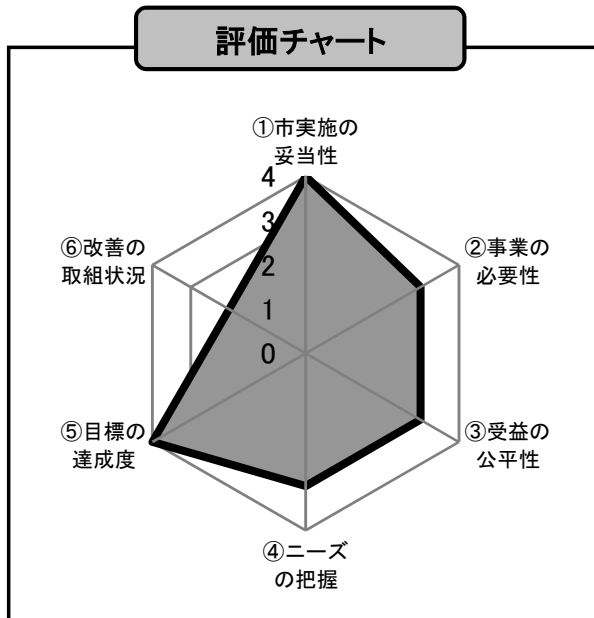 評価チャート
①市実施の
妥当性
4
3
2
1
0
②事業の
必要性
③受益の
公平性
④ニーズ
の把握
⑤目標の
達成度
⑥改善の
取組状況